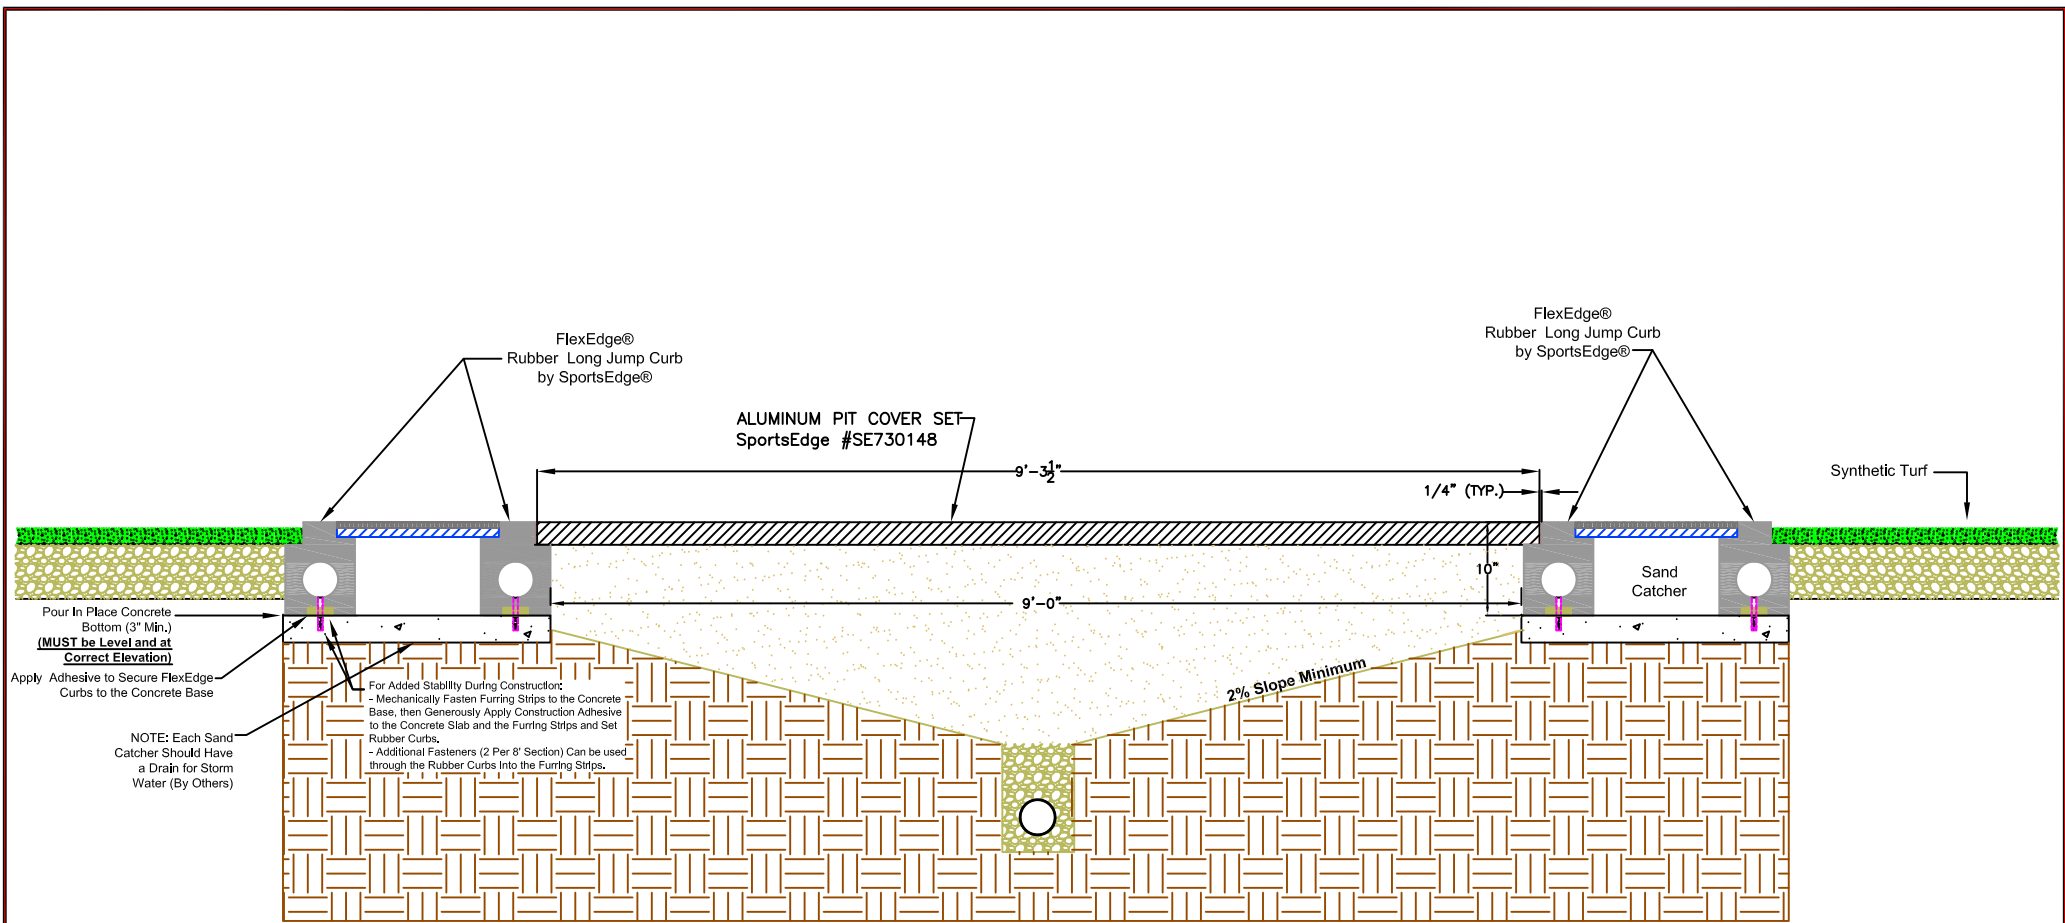 FlexEdge®
Rubber Long Jump Curb
by SportsEdge®
FlexEdge®
Rubber Long Jump Curb
by SportsEdge®
ALUMINUM PIT COVER SET
SportsEdge #SE730148
9'-3½"
1/4" (TYP.)
Synthetic Turf
10"
Sand
Catcher
9'-0"
Pour In Place Concrete
Bottom (3" Min.)
(MUST be Level and at
Correct Elevation)
Apply Adhesive to Secure FlexEdge
Curbs to the Concrete Base
2% Slope Minimum
For Added Stability During Construction:
- Mechanically Fasten Furring Strips to the Concrete
Base, then Generously Apply Construction Adhesive
to the Concrete Slab and the Furring Strips and Set
Rubber Curbs.
- Additional Fasteners (2 Per 8' Section) Can be used
through the Rubber Curbs into the Furring Strips.
NOTE: Each Sand
Catcher Should Have
a Drain for Storm
Water (By Others)